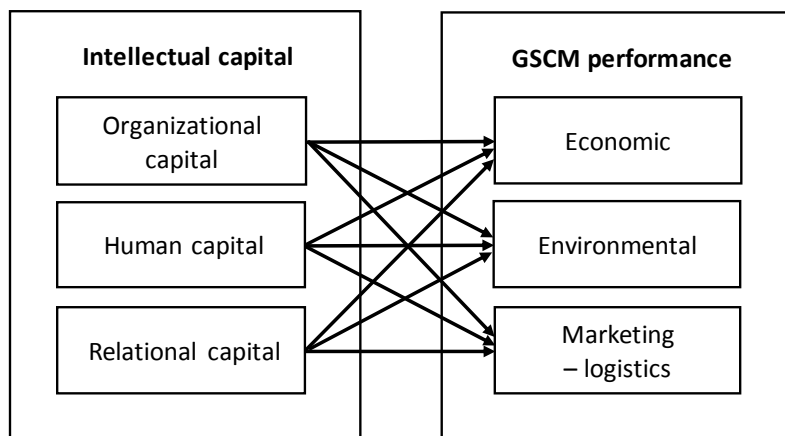 Intellectual capital
Organizational
capital
Human capital
Relational capital
GSCM performance
Economic
Environmental
Marketing
– logistics